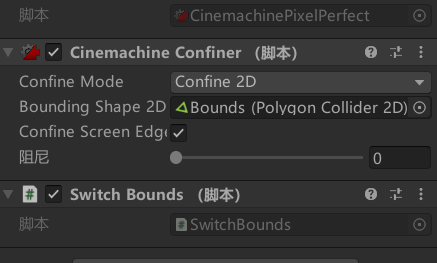 脚本 CinemachinePixelPerfect
Cinemachine Confiner （脚本）
Confine Mode Confine 2D
Bounding Shape 2D Bounds (Polygon Collider 2D)
Confine Screen Edge
阻尼 0
Switch Bounds （脚本）
脚本 SwitchBounds